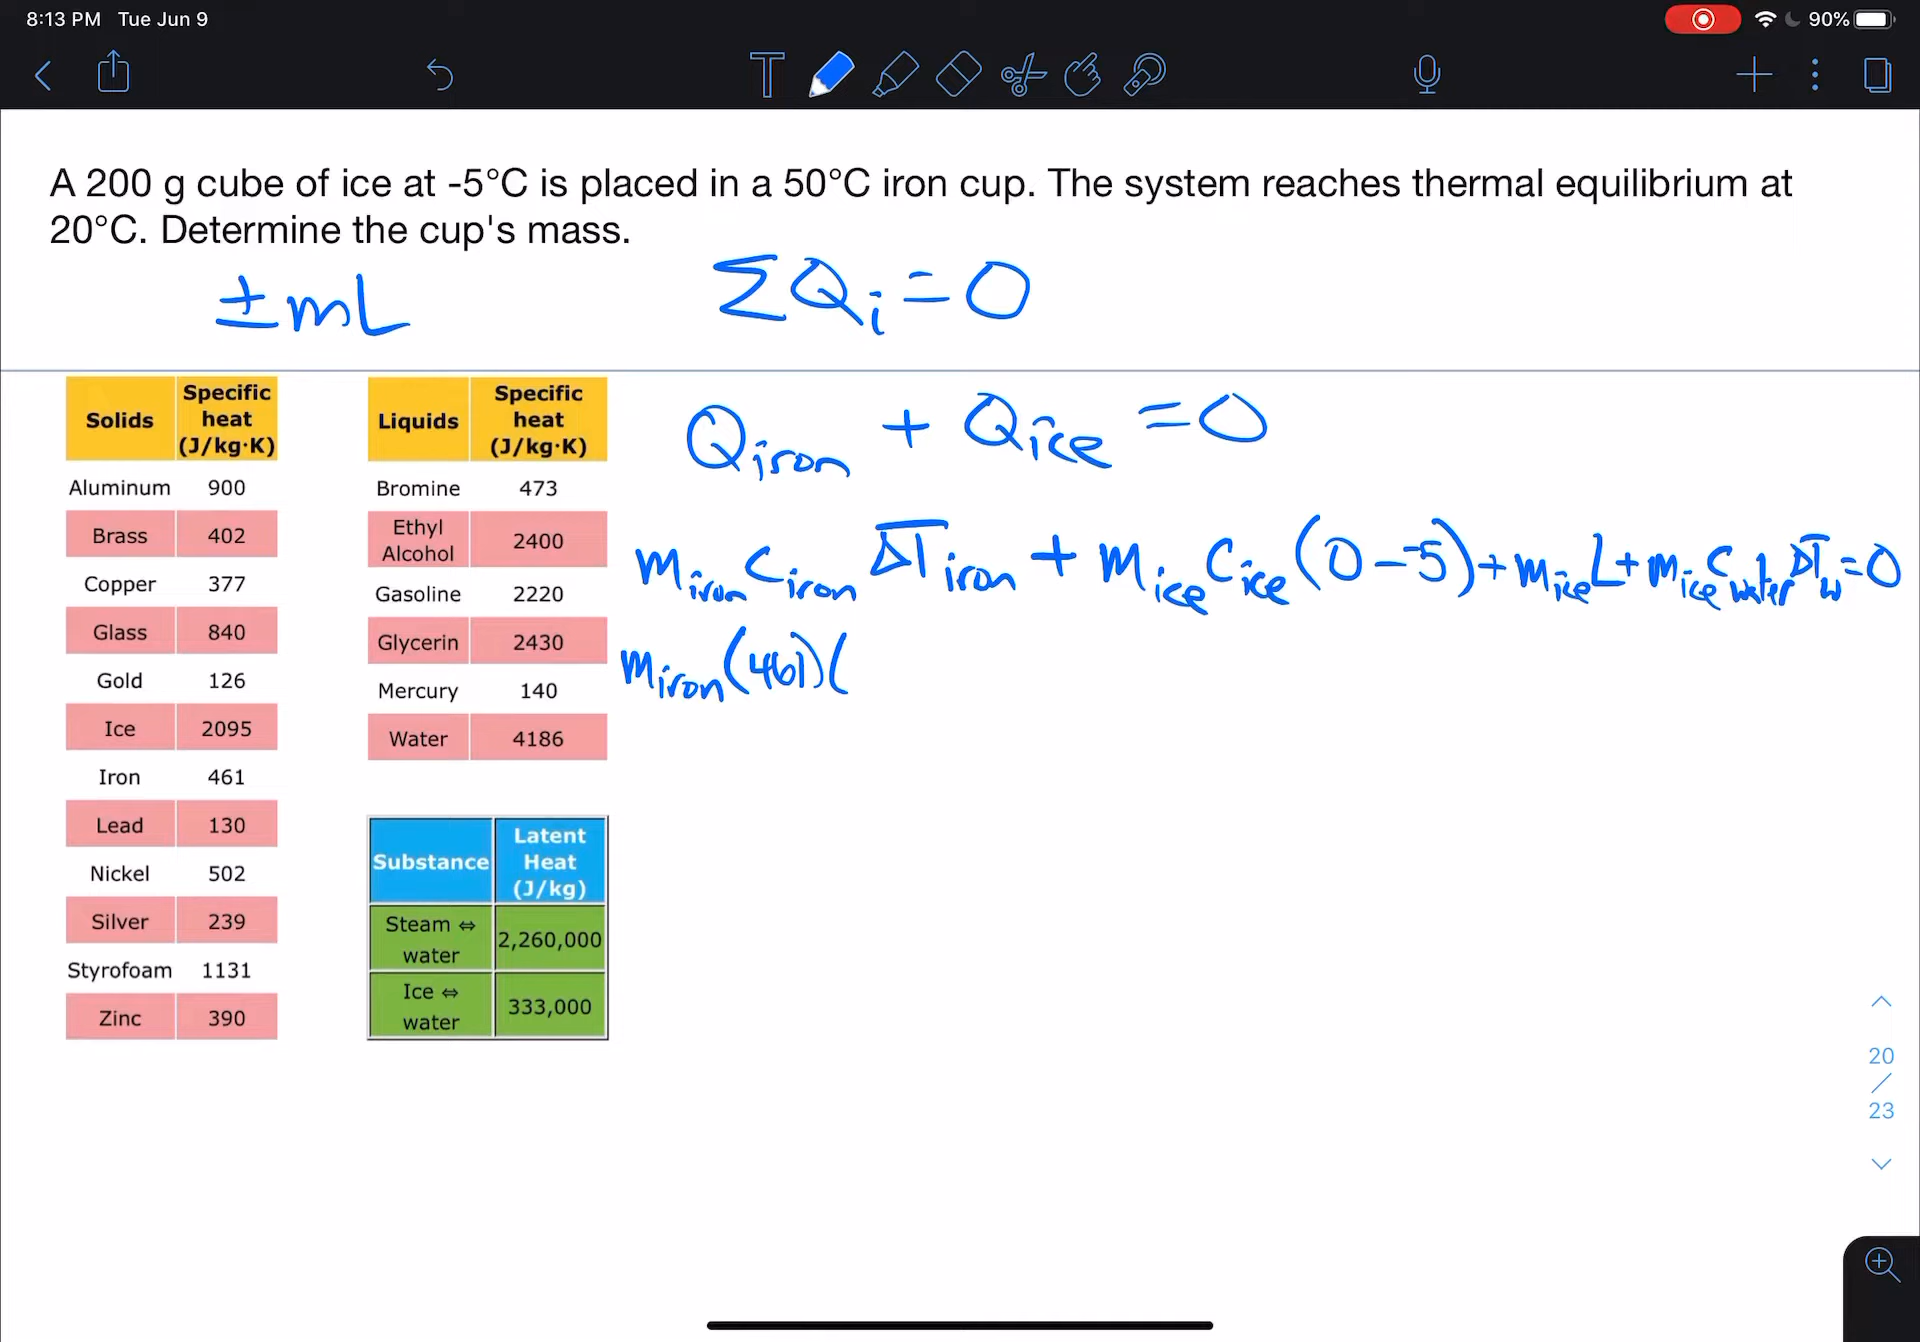 8:13 PM Tue Jun 9
90%
T
A 200 g cube of ice at -5°C is placed in a 50°C iron cup. The system reaches thermal equilibrium at
20°C. Determine the cup's mass.
±mL
ΣQi=0
Solids Specific heat (J/kg·K)
Aluminum 900
Brass 402
Copper 377
Glass 840
Gold 126
Ice 2095
Iron 461
Lead 130
Nickel 502
Silver 239
Styrofoam 1131
Zinc 390
Liquids Specific heat (J/kg·K)
Bromine 473
Ethyl Alcohol 2400
Gasoline 2220
Glycerin 2430
Mercury 140
Water 4186
Substance Latent Heat (J/kg)
Steam ⇔ water 2,260,000
Ice ⇔ water 333,000
Qiron + Qice = 0
miron Ciron ΔTiron + mice Cice (0 - -5) + mice L + mice Cwater ΔTw = 0
miron (461)(
20
/
23